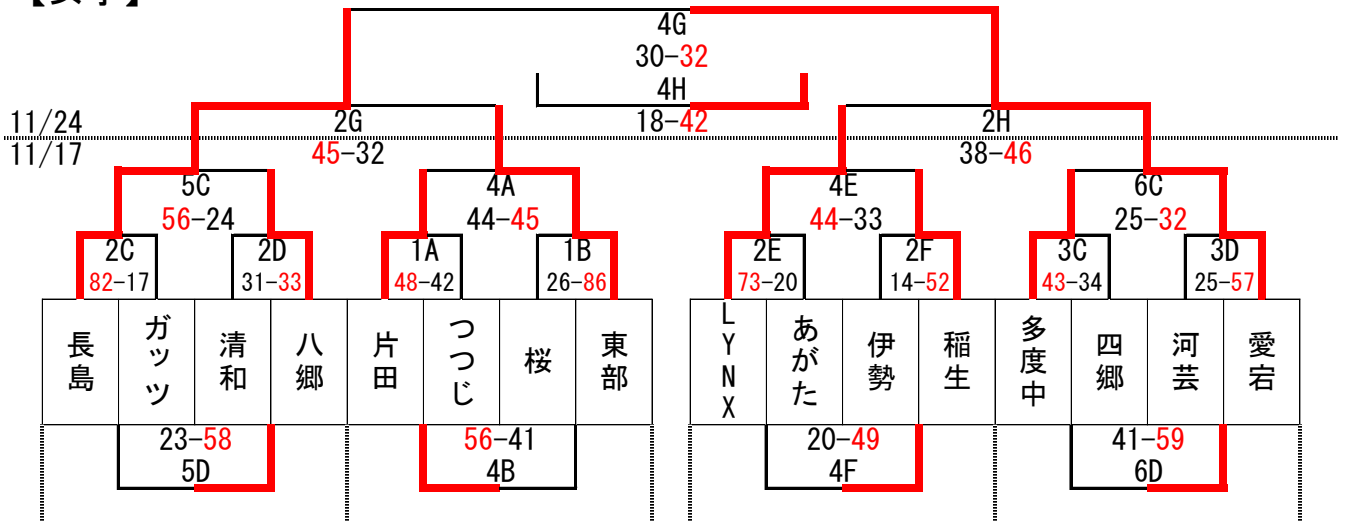 4G
30-32
4H
11/24 2G 18-42 2H
11/17 45-32 38-46
5C 4A 4E 6C
56-24 44-45 44-33 25-32
2C 2D 1A 1B 2E 2F 3C 3D
82-17 31-33 48-42 26-86 73-20 14-52 43-34 25-57
長島 ガッツ 清和 八郷 片田 つつじ 桜 東部 LYNX あがた 伊勢 稲生 多度中 四郷 河芸 愛宕
23-58 56-41 20-49 41-59
5D 4B 4F 6D